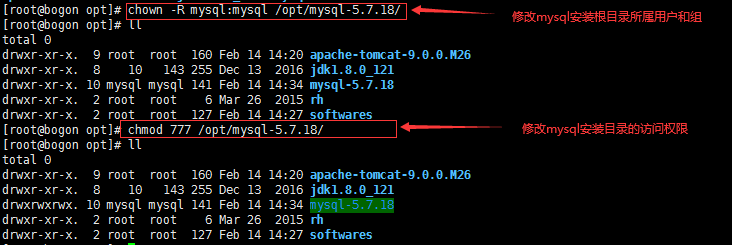 [root@bogon opt]# chown -R mysql:mysql /opt/mysql-5.7.18/
修改mysql安装根目录所属用户和组
[root@bogon opt]# ll
total 0
drwxr-xr-x. 9 root root 160 Feb 14 14:20 apache-tomcat-9.0.0.M26
drwxr-xr-x. 8 10 143 255 Dec 13 2016 jdk1.8.0_121
drwxr-xr-x. 10 mysql mysql 141 Feb 14 14:34 mysql-5.7.18
drwxr-xr-x. 2 root root 6 Mar 26 2015 rh
drwxr-xr-x. 2 root root 127 Feb 14 14:27 softwares
[root@bogon opt]# chmod 777 /opt/mysql-5.7.18/
修改mysql安装目录的访问权限
[root@bogon opt]# ll
total 0
drwxr-xr-x. 9 root root 160 Feb 14 14:20 apache-tomcat-9.0.0.M26
drwxr-xr-x. 8 10 143 255 Dec 13 2016 jdk1.8.0_121
drwxrwxrwx. 10 mysql mysql 141 Feb 14 14:34 mysql-5.7.18
drwxr-xr-x. 2 root root 6 Mar 26 2015 rh
drwxr-xr-x. 2 root root 127 Feb 14 14:27 softwares